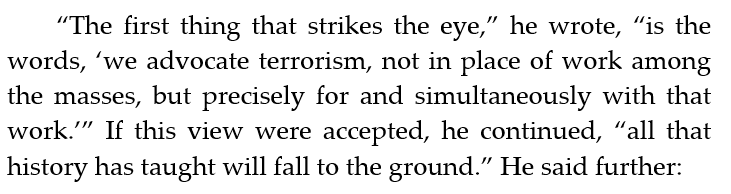 “The first thing that strikes the eye,” he wrote, “is the
words, ‘we advocate terrorism, not in place of work among
the masses, but precisely for and simultaneously with that
work.’” If this view were accepted, he continued, “all that
history has taught will fall to the ground.” He said further: